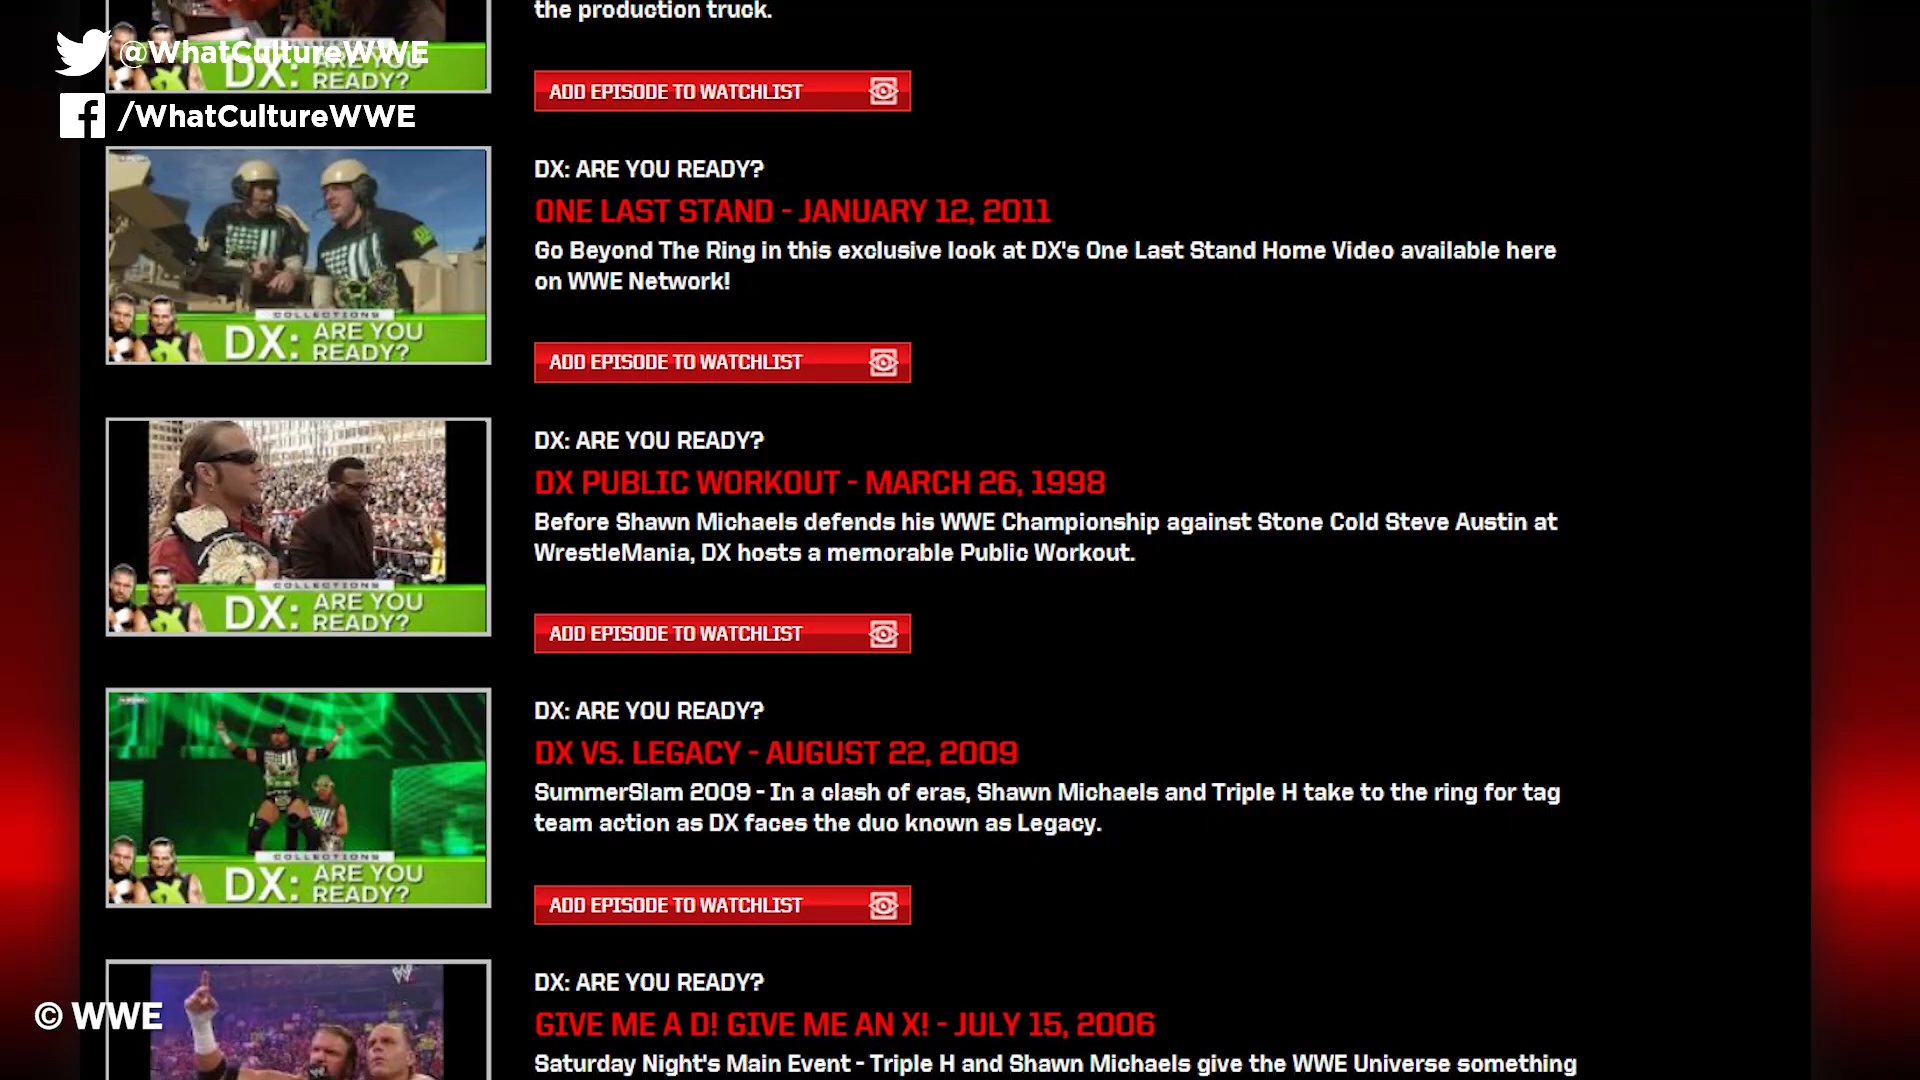 the production truck.
@WhatCultureWWE
DX: ARE YOU
READY?
ADD EPISODE TO WATCHLIST
/WhatCultureWWE
DX: ARE YOU READY?
ONE LAST STAND - JANUARY 12, 2011
Go Beyond The Ring in this exclusive look at DX's One Last Stand Home Video available here
on WWE Network!
COLLECTIONS
DX: ARE YOU
READY?
ADD EPISODE TO WATCHLIST
DX: ARE YOU READY?
DX PUBLIC WORKOUT - MARCH 26, 1998
Before Shawn Michaels defends his WWE Championship against Stone Cold Steve Austin at
WrestleMania, DX hosts a memorable Public Workout.
COLLECTIONS
DX: ARE YOU
READY?
ADD EPISODE TO WATCHLIST
DX: ARE YOU READY?
DX VS. LEGACY - AUGUST 22, 2009
SummerSlam 2009 - In a clash of eras, Shawn Michaels and Triple H take to the ring for tag
team action as DX faces the duo known as Legacy.
COLLECTIONS
DX: ARE YOU
READY?
ADD EPISODE TO WATCHLIST
DX: ARE YOU READY?
© WWE
GIVE ME A D! GIVE ME AN X! - JULY 15, 2006
Saturday Night's Main Event - Triple H and Shawn Michaels give the WWE Universe something